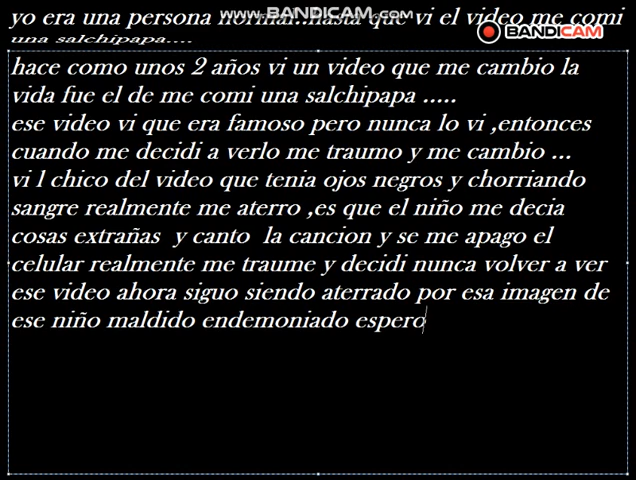 yo era una persona normal...hasta que vi el video me comi
una salchipapa....
www.BANDICAM.com
BANDICAM
hace como unos 2 años vi un video que me cambio la
vida fue el de me comi una salchipapa .....
ese video vi que era famoso pero nunca lo vi ,entonces
cuando me decidi a verlo me traumo y me cambio ...
vi l chico del video que tenia ojos negros y chorriando
sangre realmente me aterro ,es que el niño me decia
cosas extrañas y canto la cancion y se me apago el
celular realmente me traume y decidi nunca volver a ver
ese video ahora siguo siendo aterrado por esa imagen de
ese niño maldido endemoniado espero